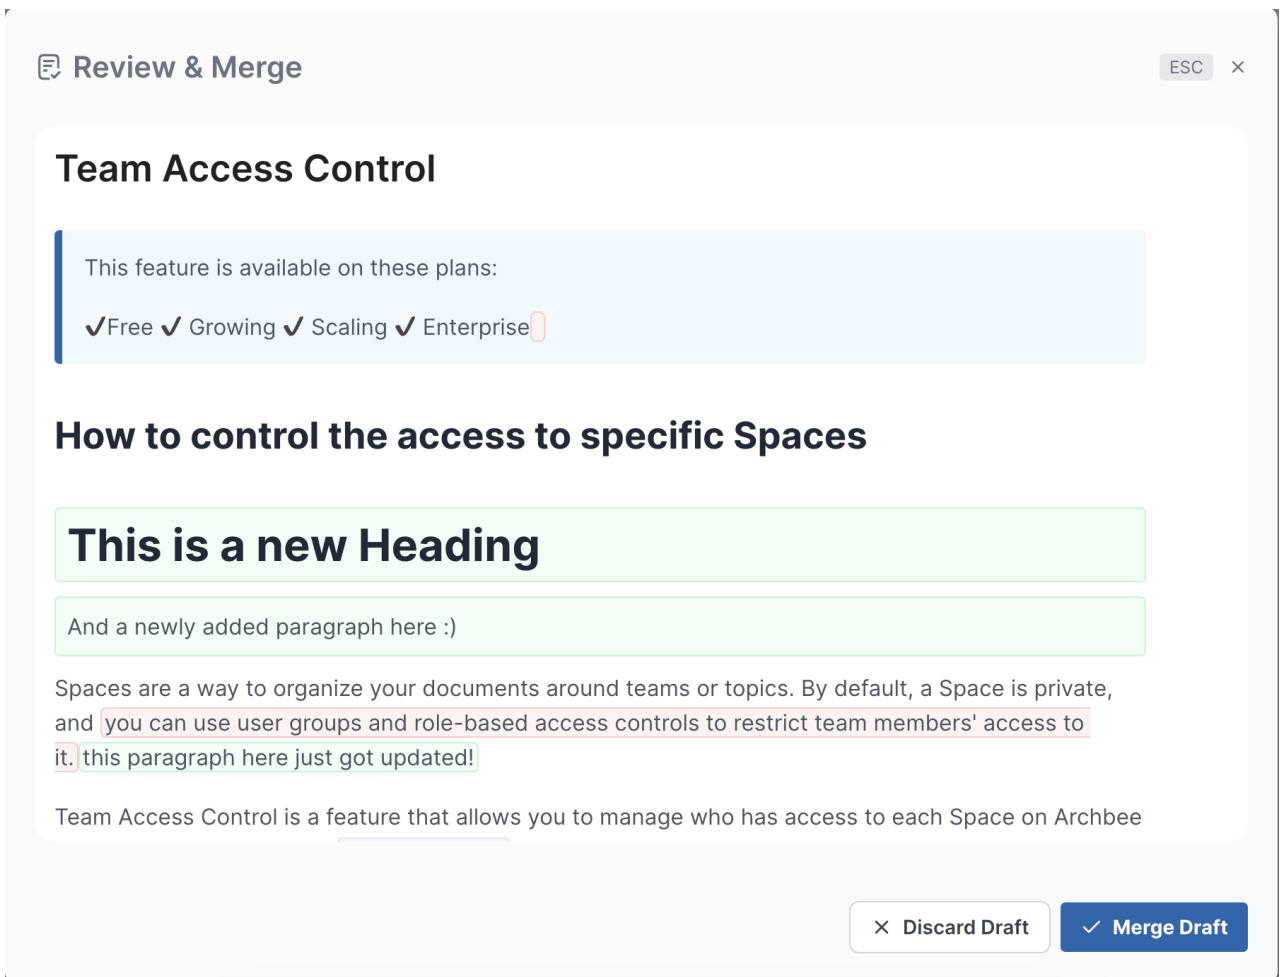 Review & Merge
ESC
Team Access Control
This feature is available on these plans:
✔Free ✔ Growing ✔ Scaling ✔ Enterprise
How to control the access to specific Spaces
This is a new Heading
And a newly added paragraph here :)
Spaces are a way to organize your documents around teams or topics. By default, a Space is private,
and you can use user groups and role-based access controls to restrict team members' access to
it. this paragraph here just got updated!
Team Access Control is a feature that allows you to manage who has access to each Space on Archbee
Discard Draft
Merge Draft